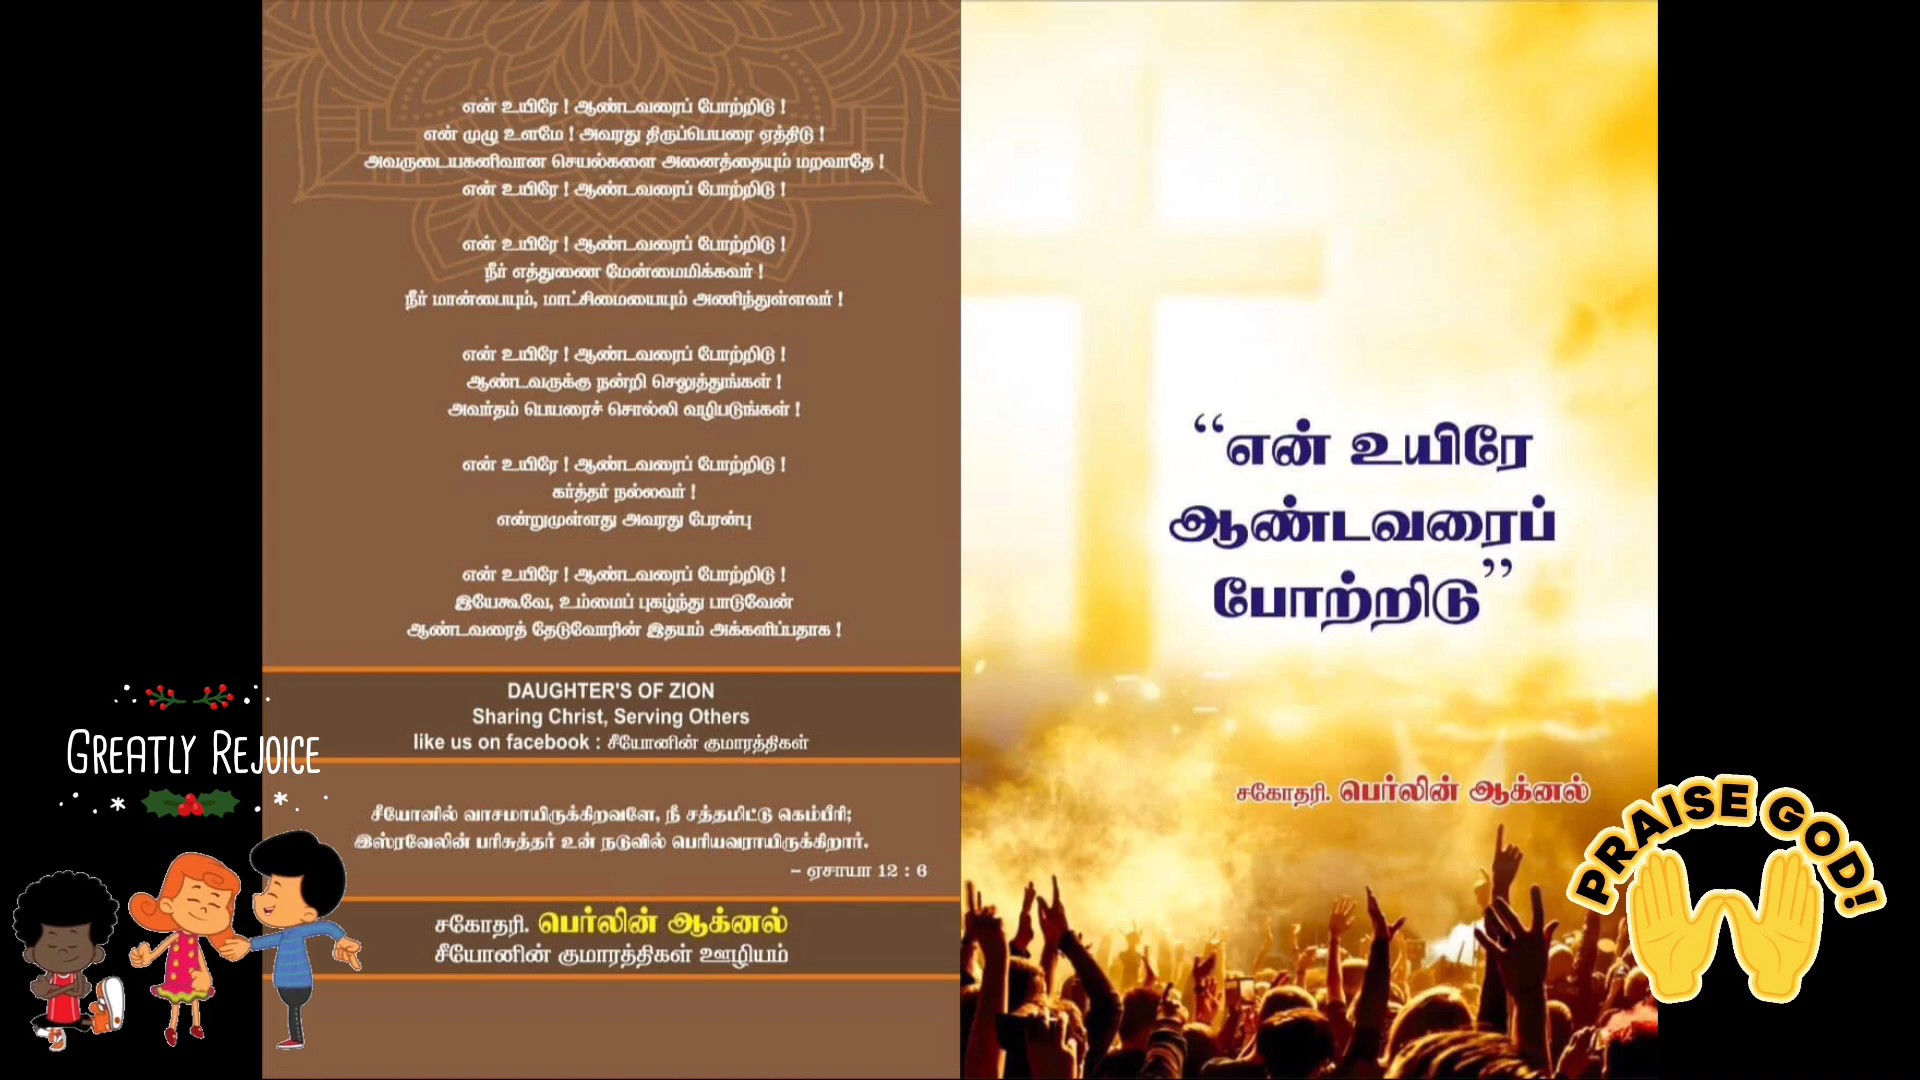 என் உயிரே ! ஆண்டவரைப் போற்றிடு !
என் முழு உளமே ! அவரது திருப்பெயரை ஏத்திடு !
அவருடையகனிவான செயல்களை அனைத்தையும் மறவாதே !
என் உயிரே ! ஆண்டவரைப் போற்றிடு !
என் உயிரே ! ஆண்டவரைப் போற்றிடு !
நீர் எத்துணை மேன்மைமிக்கவர் !
நீர் மாண்பையும், மாட்சிமையையும் அணிந்துள்ளவர் !
என் உயிரே ! ஆண்டவரைப் போற்றிடு !
ஆண்டவருக்கு நன்றி செலுத்துங்கள் !
அவர்தம் பெயரைச் சொல்லி வழிபடுங்கள் !
என் உயிரே ! ஆண்டவரைப் போற்றிடு !
கர்த்தர் நல்லவர் !
என்றுமுள்ளது அவரது பேரன்பு
என் உயிரே ! ஆண்டவரைப் போற்றிடு !
இயேசுவே, உம்மைப் புகழ்ந்து பாடுவேன்
ஆண்டவரைத் தேடுவோரின் இதயம் அக்களிப்பதாக !
DAUGHTER'S OF ZION
Sharing Christ, Serving Others
like us on facebook : சீயோனின் குமாரத்திகள்
சீயோனில் வாசமாயிருக்கிறவளே, நீ சத்தமிட்டு கெம்பீரி;
இஸ்ரவேலின் பரிசுத்தர் உன் நடுவில் பெரியவராயிருக்கிறார்.
– ஏசாயா 12 : 6
சகோதரி. பெர்லின் ஆக்னல்
சீயோனின் குமாரத்திகள் ஊழியம்
GREATLY REJOICE
“என் உயிரே
ஆண்டவரைப்
போற்றிடு”
சகோதரி. பெர்லின் ஆக்னல்
PRAISE GOD!